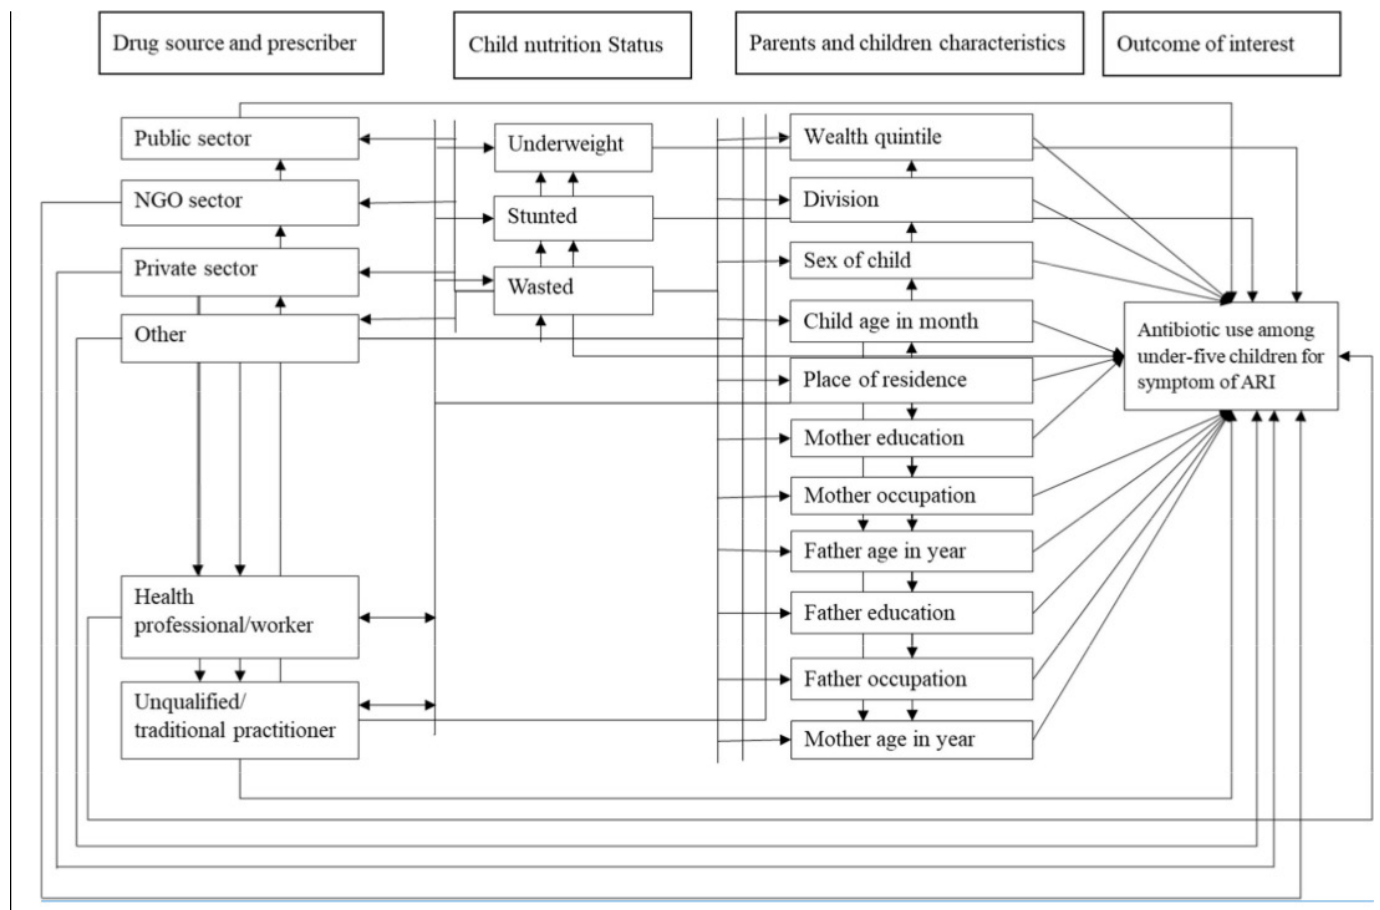 Drug source and prescriber
Child nutrition Status
Parents and children characteristics
Outcome of interest
Public sector
NGO sector
Private sector
Other
Health
professional/worker
Unqualified/
traditional practitioner
Underweight
Stunted
Wasted
Wealth quintile
Division
Sex of child
Child age in month
Place of residence
Mother education
Mother occupation
Father age in year
Father education
Father occupation
Mother age in year
Antibiotic use among
under-five children for
symptom of ARI